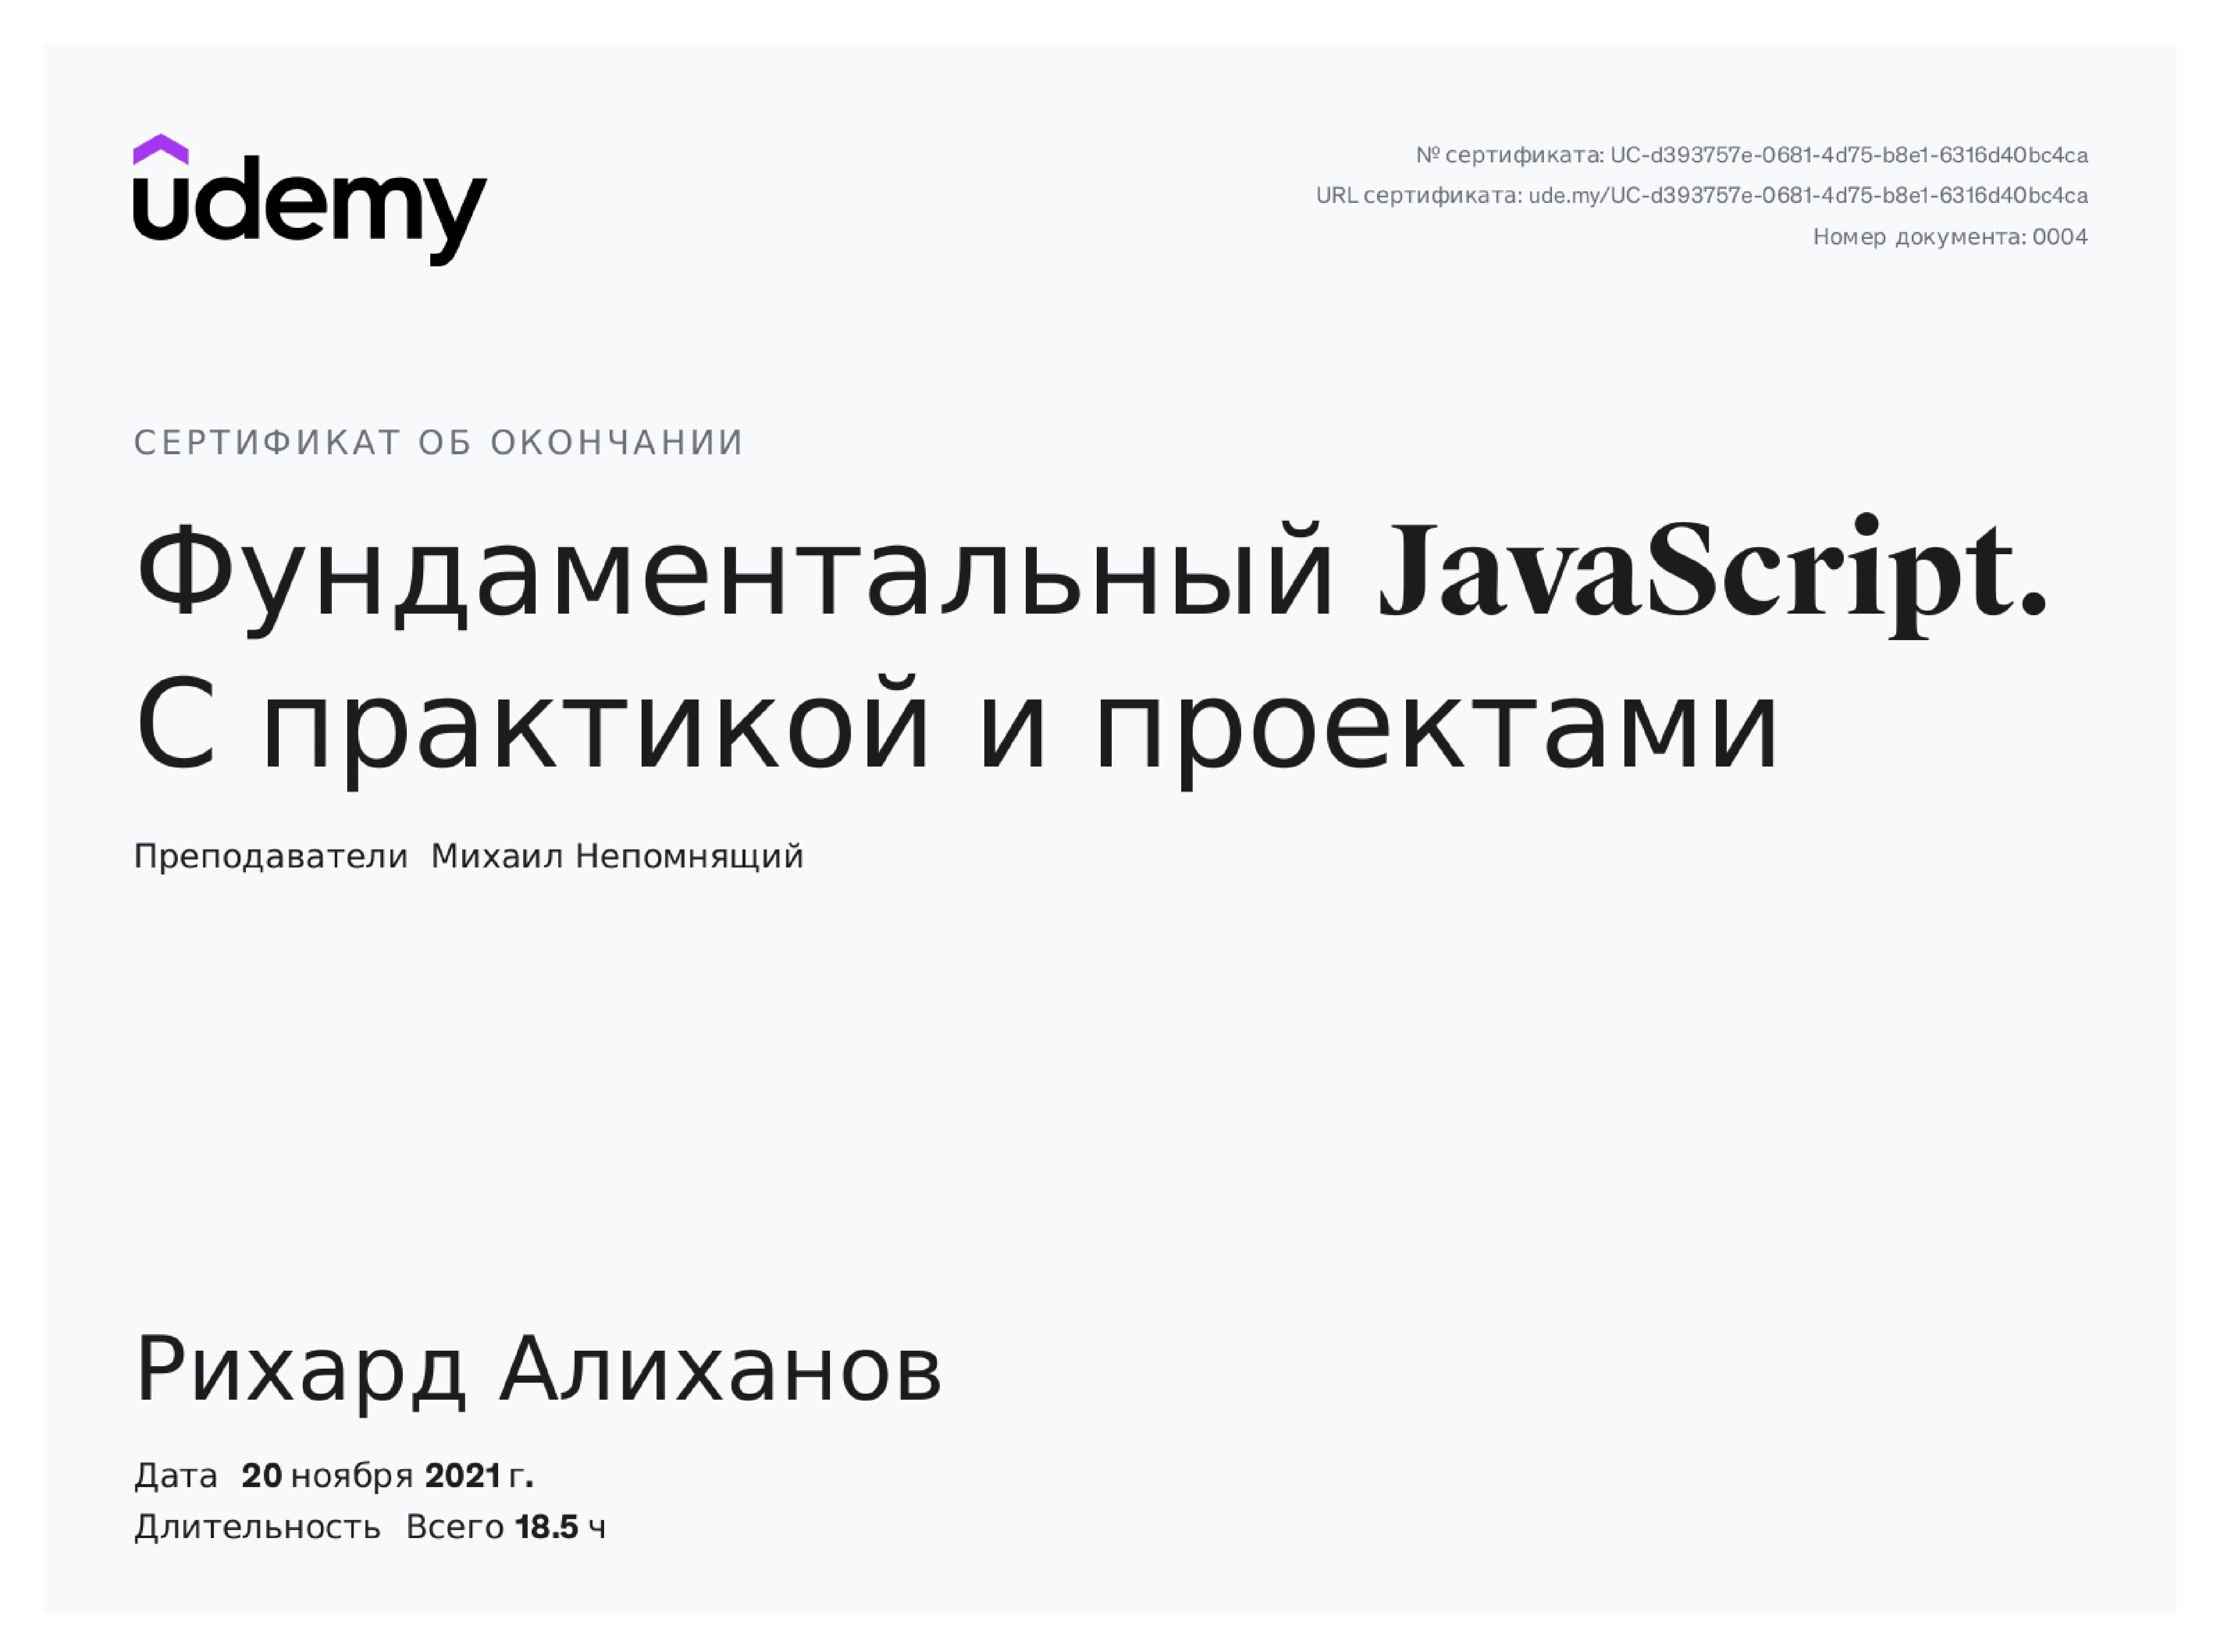 udemy
№ сертификата: UC-d393757e-0681-4d75-b8e1-6316d40bc4ca
URL сертификата: ude.my/UC-d393757e-0681-4d75-b8e1-6316d40bc4ca
Номер документа: 0004
СЕРТИФИКАТ ОБ ОКОНЧАНИИ
Фундаментальный JavaScript.
С практикой и проектами
Преподаватели Михаил Непомнящий
Рихард Алиханов
Дата 20 ноября 2021 г.
Длительность Всего 18.5 ч